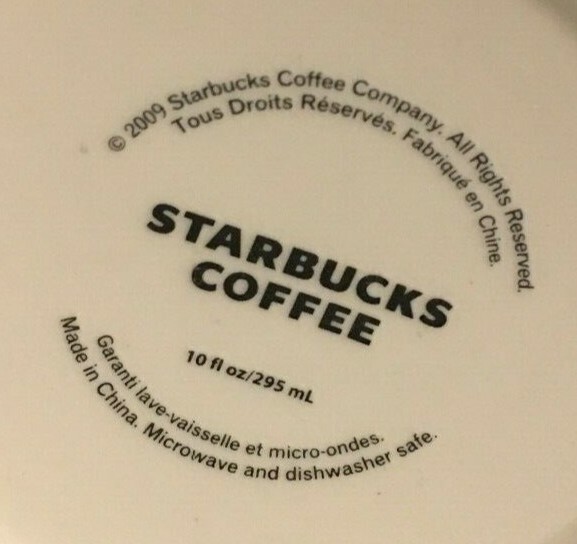 © 2009 Starbucks Coffee Company. All Rights Reserved.
Tous Droits Réservés. Fabriqué en Chine.
STARBUCKS
COFFEE
10 fl oz/295 mL
Garanti lave-vaisselle et micro-ondes.
Made in China. Microwave and dishwasher safe.